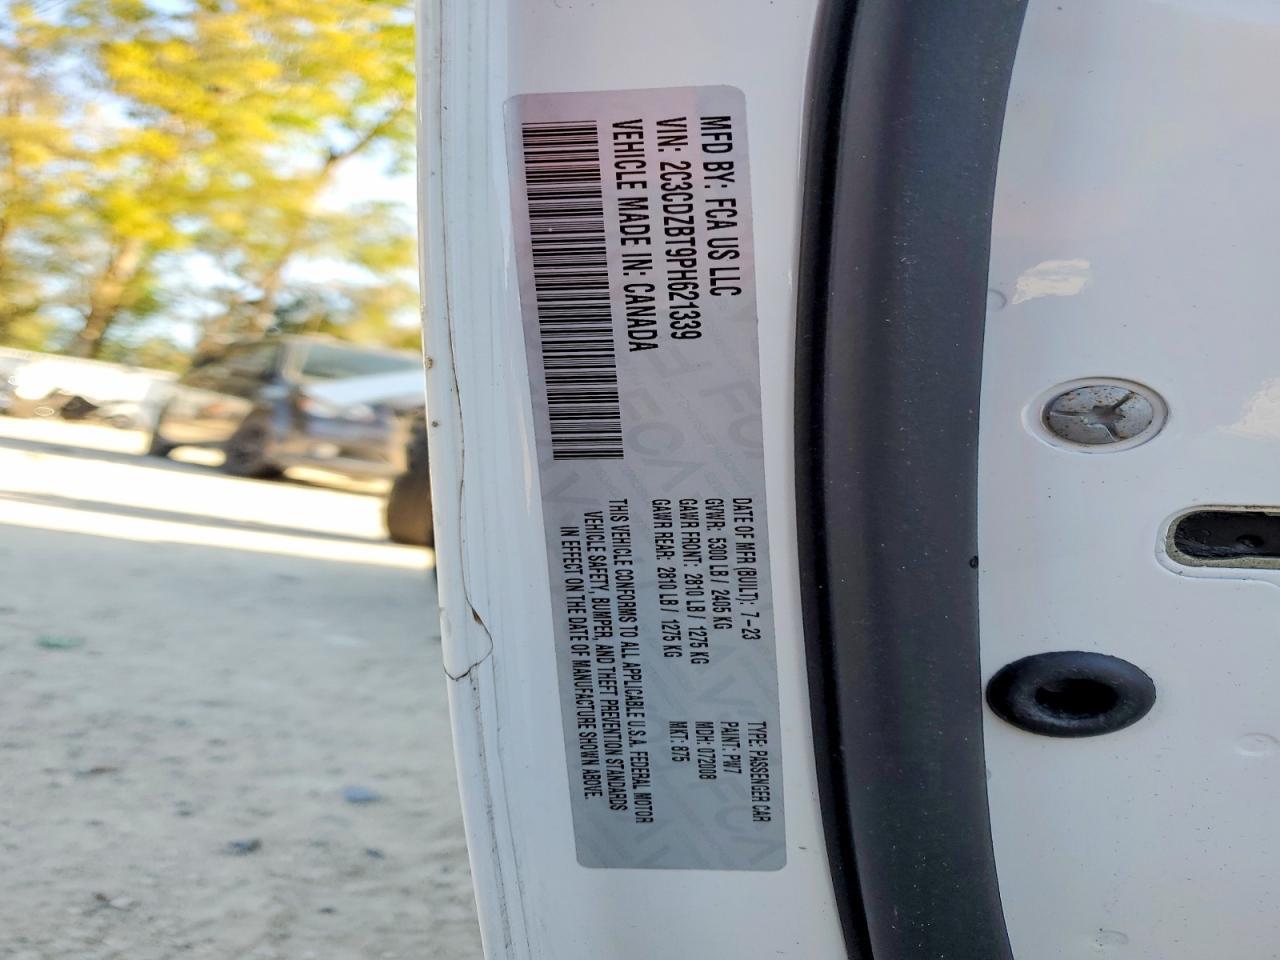 MFD BY: FCA US LLC
VIN: 2C3CDZBT9PH621339
VEHICLE MADE IN: CANADA
DATE OF MFR (BUILT): 7-23
GVWR: 5300 LB / 2405 KG
GAWR FRONT: 2810 LB / 1275 KG
GAWR REAR: 2810 LB / 1275 KG
TYPE: PASSENGER CAR
PAINT: PW7
MDH: 072008
MKT: 875
THIS VEHICLE CONFORMS TO ALL APPLICABLE U.S.A. FEDERAL MOTOR
VEHICLE SAFETY, BUMPER, AND THEFT PREVENTION STANDARDS
IN EFFECT ON THE DATE OF MANUFACTURE SHOWN ABOVE.
FCA
FCA
FCA